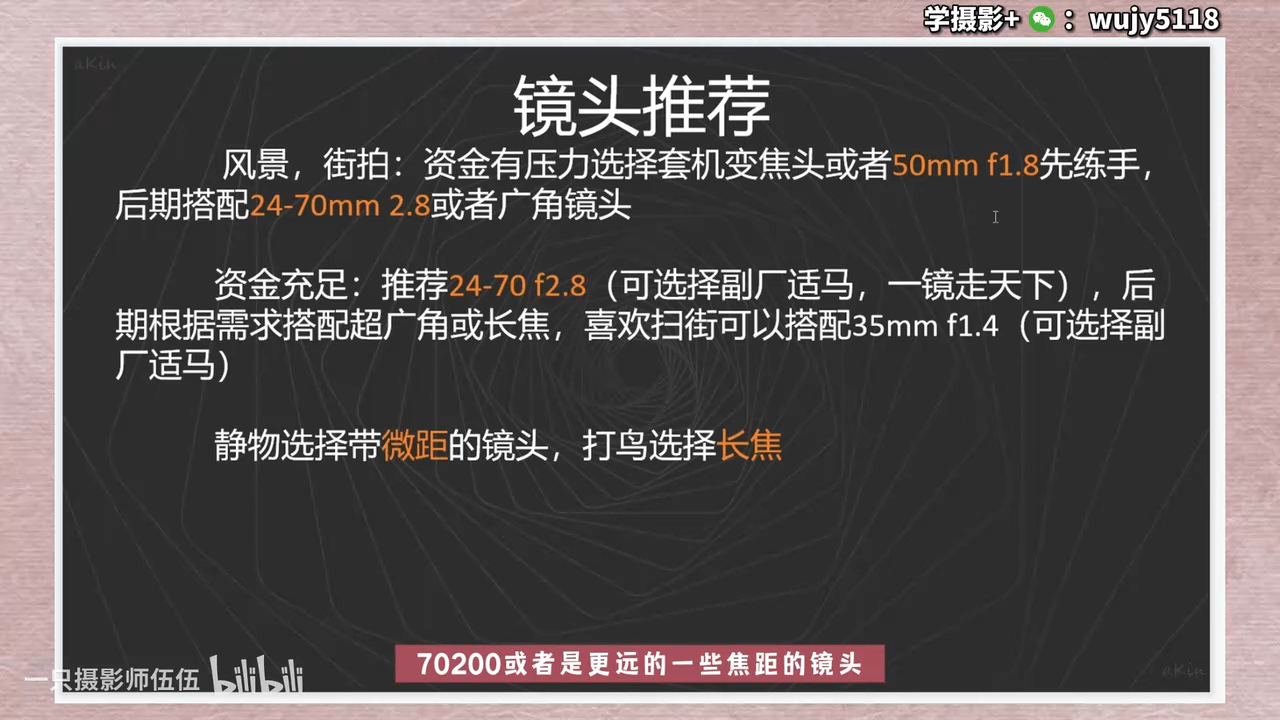 学摄影+ ：wujy5118
aKin
镜头推荐
风景，街拍：资金有压力选择套机变焦头或者50mm f1.8先练手，
后期搭配24-70mm 2.8或者广角镜头
资金充足：推荐24-70 f2.8（可选择副厂适马，一镜走天下），后
期根据需求搭配超广角或长焦，喜欢扫街可以搭配35mm f1.4（可选择副
厂适马）
静物选择带微距的镜头，打鸟选择长焦
70200或者是更远的一些焦距的镜头
一只摄影师伍伍 bilibili
aKin